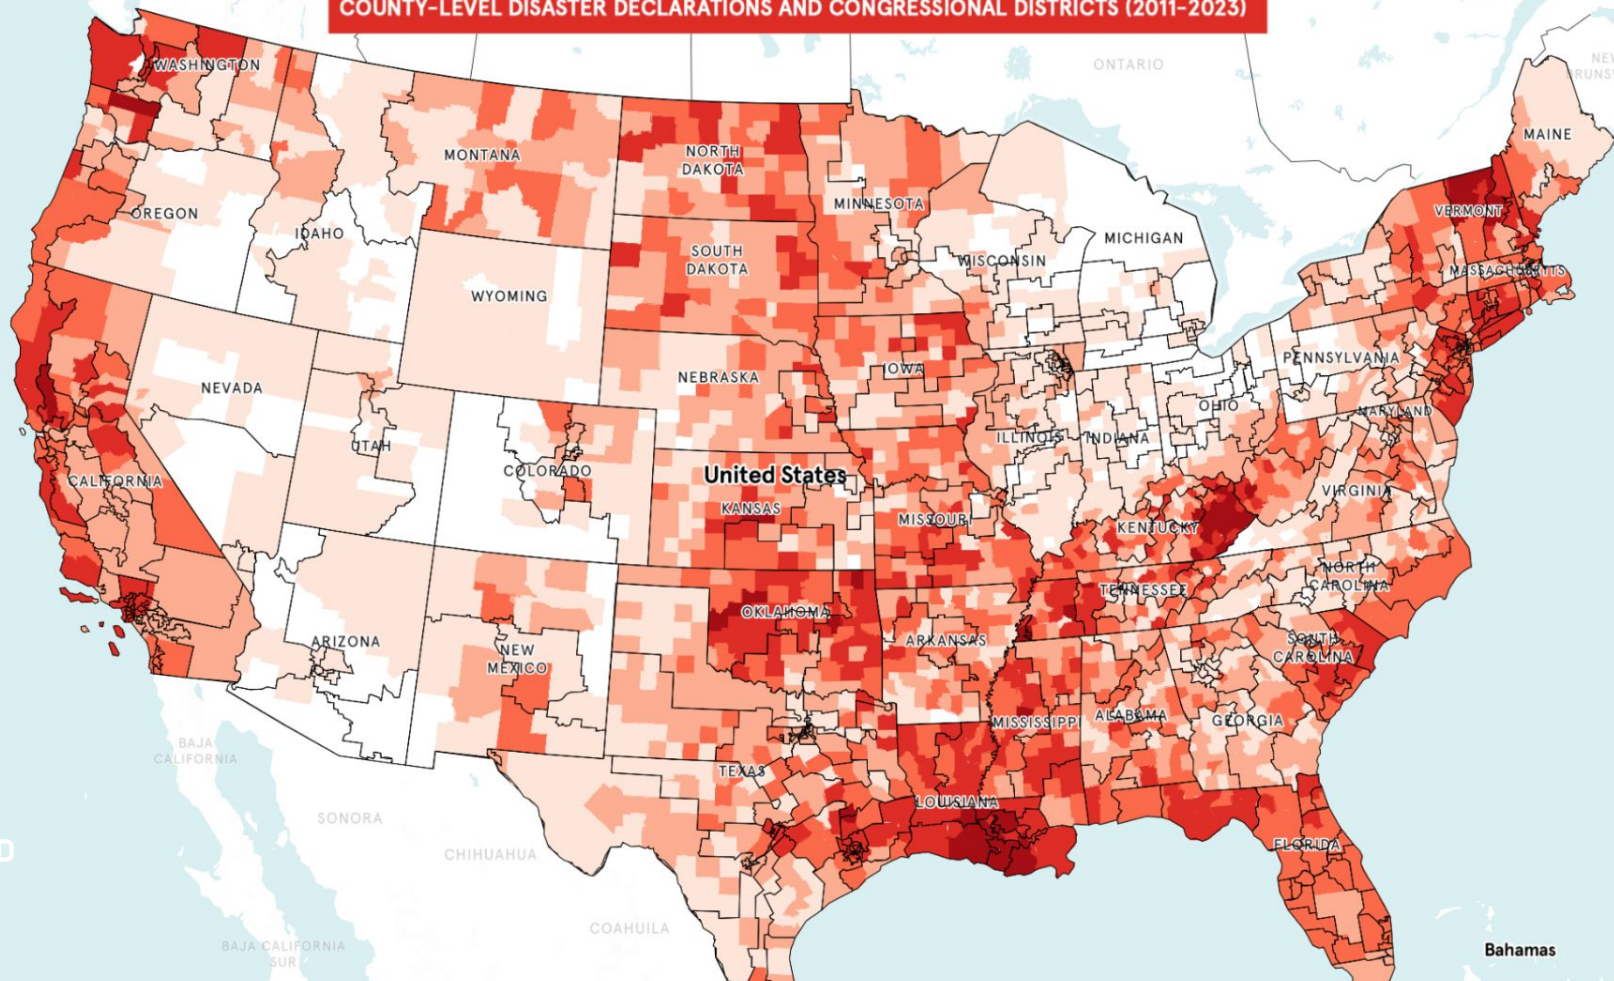 COUNTY-LEVEL DISASTER DECLARATIONS AND CONGRESSIONAL DISTRICTS (2011-2023)
WASHINGTON
ONTARIO
NEW
BRUNSW
MAINE
MONTANA
NORTH
DAKOTA
MINNESOTA
VERMONT
OREGON
IDAHO
SOUTH
DAKOTA
WISCONSIN
MICHIGAN
MASSACHUSETTS
WYOMING
NEVADA
NEBRASKA
IOWA
PENNSYLVANIA
OHIO
MARYLAND
UTAH
COLORADO
ILLINOIS
INDIANA
United States
CALIFORNIA
KANSAS
MISSOURI
VIRGINIA
KENTUCKY
TENNESSEE
NORTH
CAROLINA
OKLAHOMA
ARIZONA
NEW
MEXICO
ARKANSAS
SOUTH
CAROLINA
MISSISSIPPI
ALABAMA
GEORGIA
BAJA
CALIFORNIA
TEXAS
LOUISIANA
SONORA
D
CHIHUAHUA
FLORIDA
COAHUILA
BAJA CALIFORNIA
SUR
Bahamas